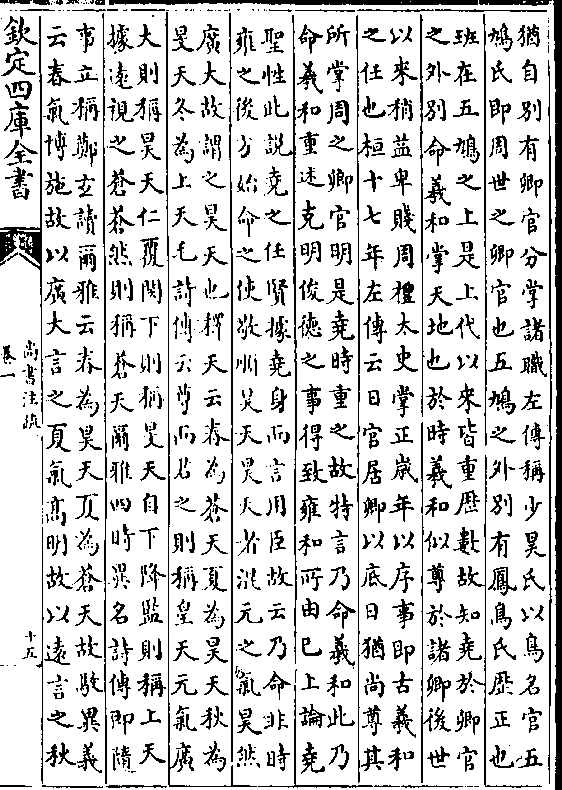 猶自別有卿官分掌諸職左傳稱少昊氏以鳥名官五
鳩氏即周世之卿官也五鳩之外別有鳳鳥氏歷正也
班在五鳩之上是上代以來皆重歷數故知堯於卿官
之外別命羲和掌天地也於時羲和似尊於諸卿後世
以來稍益卑賤周禮太史掌正歲年以序事即古羲和
之任也桓十七年左傳云日官居卿以底日猶尚尊其
所掌周之卿官明是堯時重之故特言乃命羲和此乃
命羲和重述克明俊德之事得致雍和所由已上論堯
聖性此說堯之任賢據堯身而言用臣故云乃命非時
雍之後方始命之使敬順昊天昊天者混元之氣昊然
廣大故謂之昊天也釋天云春為蒼天夏為昊天秋為
旻天冬為上天毛詩傳云尊而君之則稱皇天元氣廣
大則稱昊天仁覆閔下則稱旻天自下降監則稱上天
據遠視之蒼蒼然則稱蒼天爾雅四時異名詩傳即隨
事立稱鄭玄讀爾雅云春為昊天夏為蒼天故駁異義
云春氣博施故以廣大言之夏氣髙明故以遠言之秋
欽定四庫全書
尚書注疏
卷一
十五